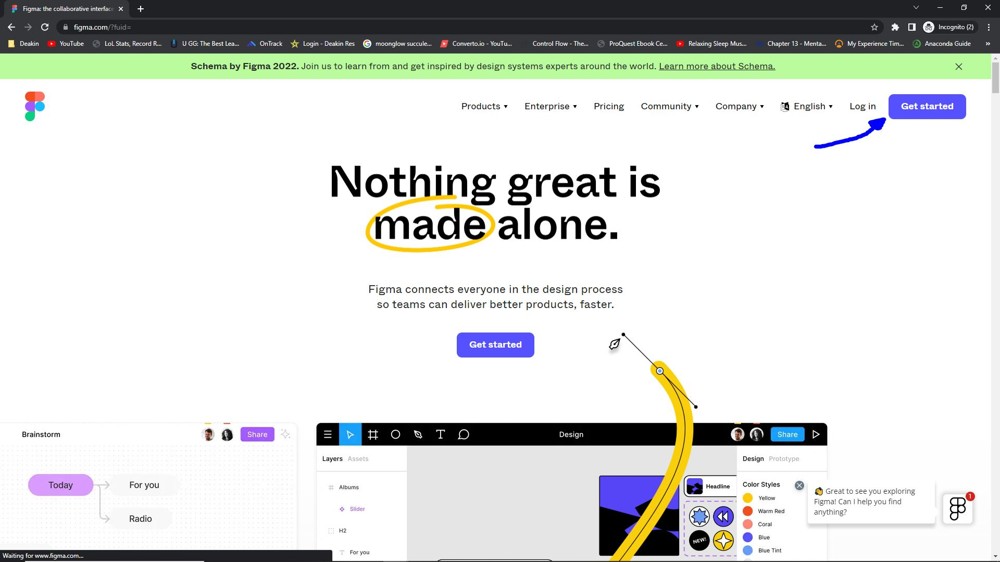 Figma: the collaborative interface
figma.com/?fuid=
Incognito (2)
Deakin
YouTube
LoL Stats, Record R...
U GG: The Best Lea...
OnTrack
Login - Deakin Res
moonglow succule...
Converto.io - YouTu...
Control Flow - The...
ProQuest Ebook Ce...
Relaxing Sleep Mus...
Chapter 13 - Menta...
My Experience Tim...
Anaconda Guide
»
Schema by Figma 2022. Join us to learn from and get inspired by design systems experts around the world. Learn more about Schema.
Products
Enterprise
Pricing
Community
Company
English
Log in
Get started
Nothing great is
made alone.
Figma connects everyone in the design process
so teams can deliver better products, faster.
Get started
Brainstorm
Share
Today
For you
Radio
Design
Share
Layers Assets
Albums
Slider
H2
For you
Headline
NEW!
Design Prototype
Color Styles
Yellow
Warm Red
Coral
Blue
Blue Tint
👏 Great to see you exploring
Figma! Can I help you find
anything?
1
Waiting for www.figma.com...